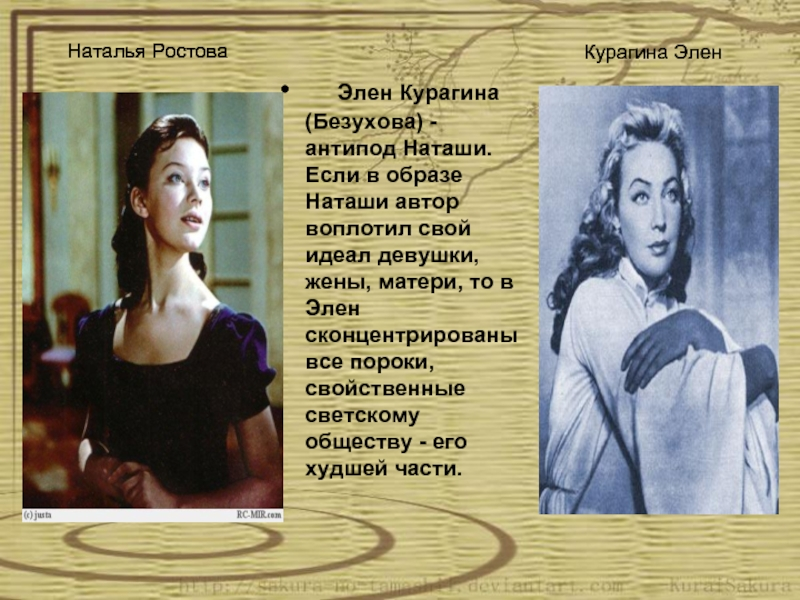 Наталья Ростова
Курагина Элен
• Элен Курагина
(Безухова) -
антипод Наташи.
Если в образе
Наташи автор
воплотил свой
идеал девушки,
жены, матери, то в
Элен
сконцентрированы
все пороки,
свойственные
светскому
обществу - его
худшей части.
(c) justa
RC-MIR.com
http://sakura-no-tamashii.deviantart.com
KuraiSakura